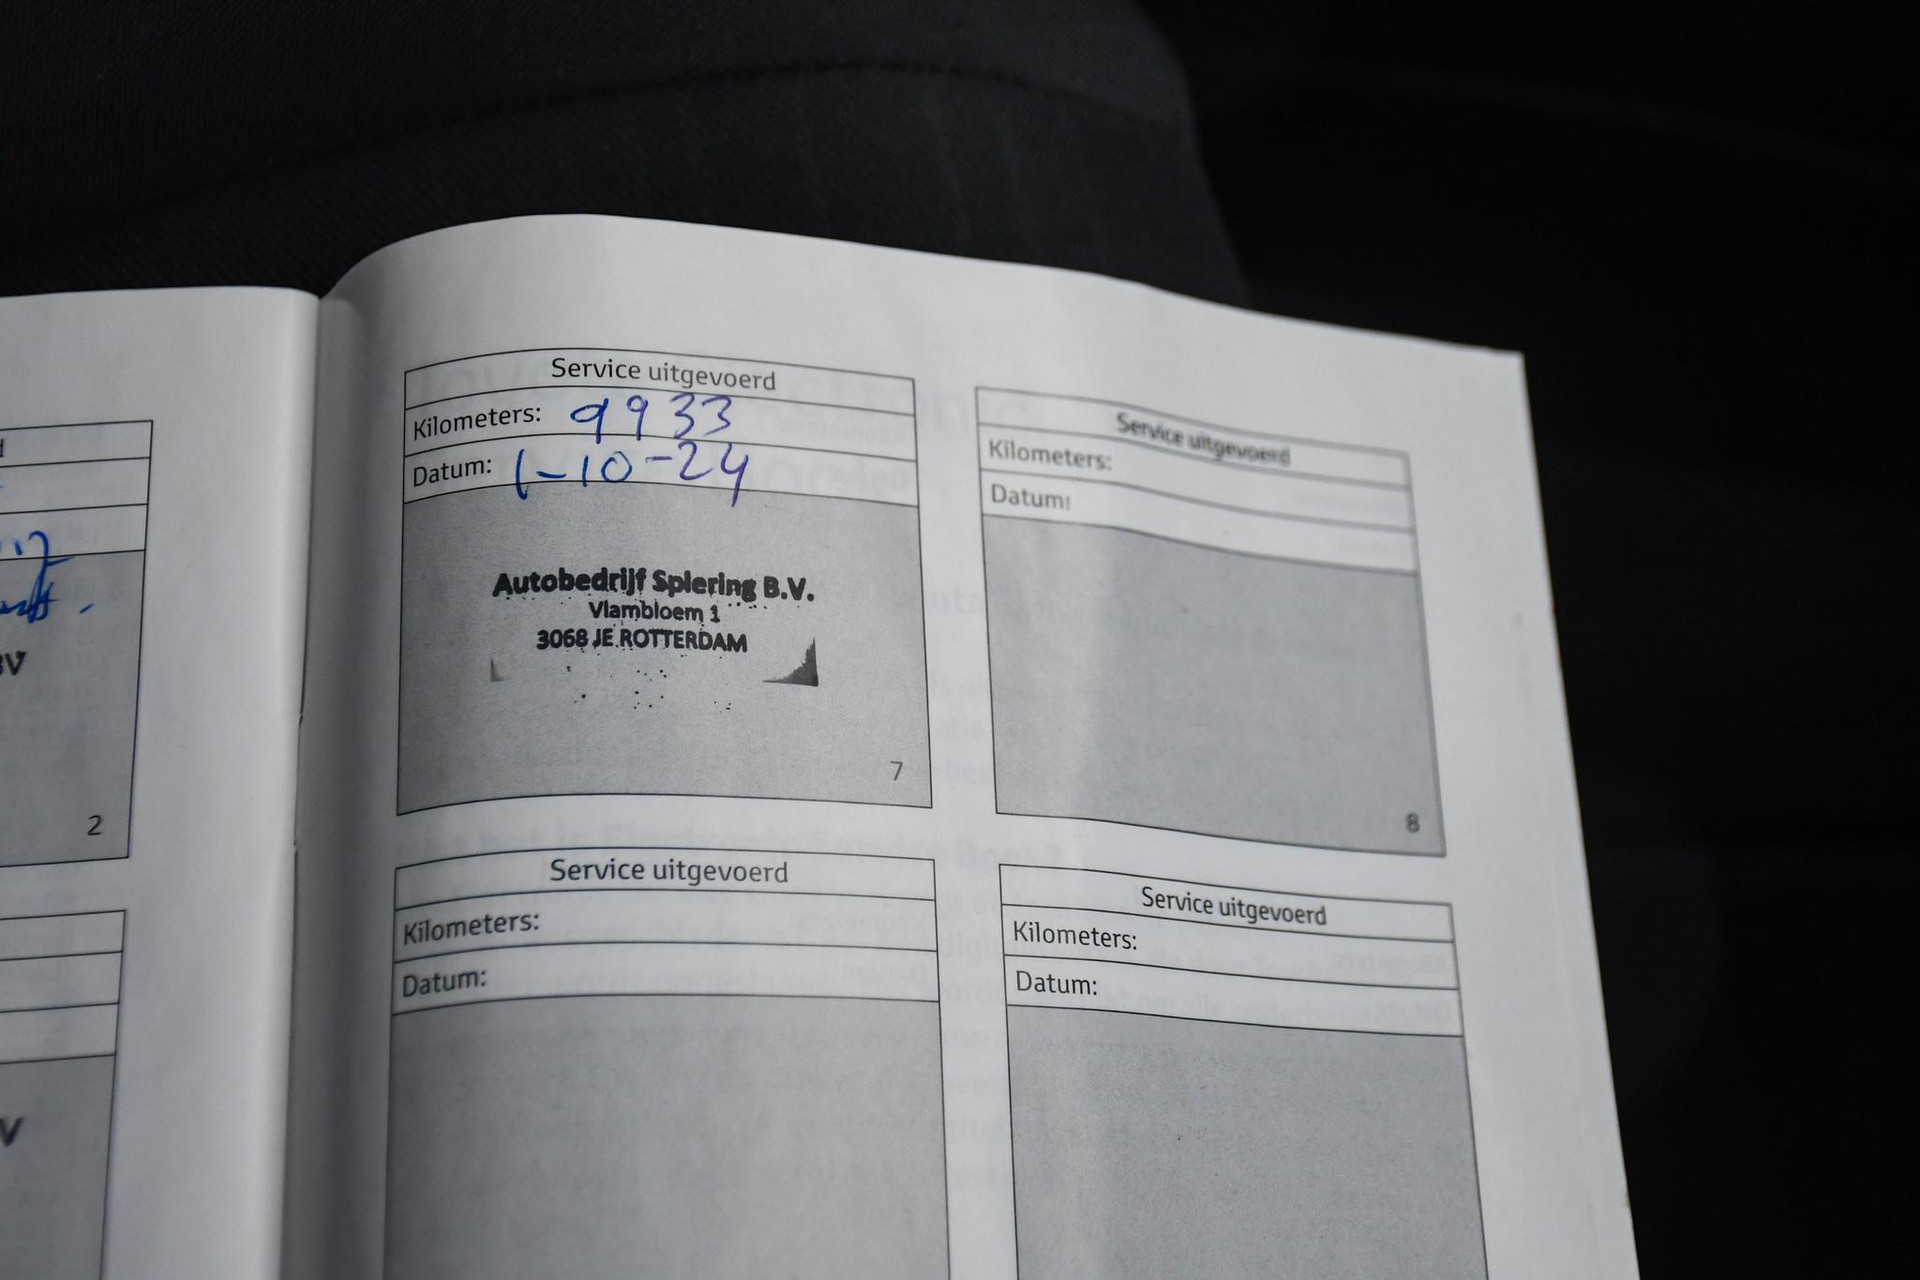 BV
2
V
Service uitgevoerd
Kilometers: 9933
Datum: 1-10-24
Autobedrijf Spiering B.V.
Vlambloem 1
3068 JE ROTTERDAM
7
Service uitgevoerd
Kilometers:
Datum:
8
Service uitgevoerd
Kilometers:
Datum:
Service uitgevoerd
Kilometers:
Datum: